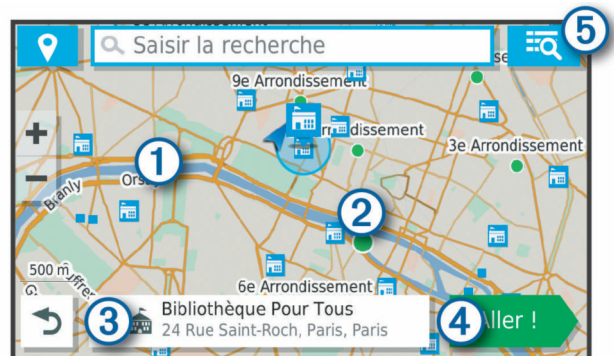 5
Saisir la recherche
9e Arrondissement
rrondissement
3e Arrondissement
1
Orsay
Branly
2
500 m
6e Arrondissement
3
Bibliothèque Pour Tous
24 Rue Saint-Roch, Paris, Paris
4
Aller !